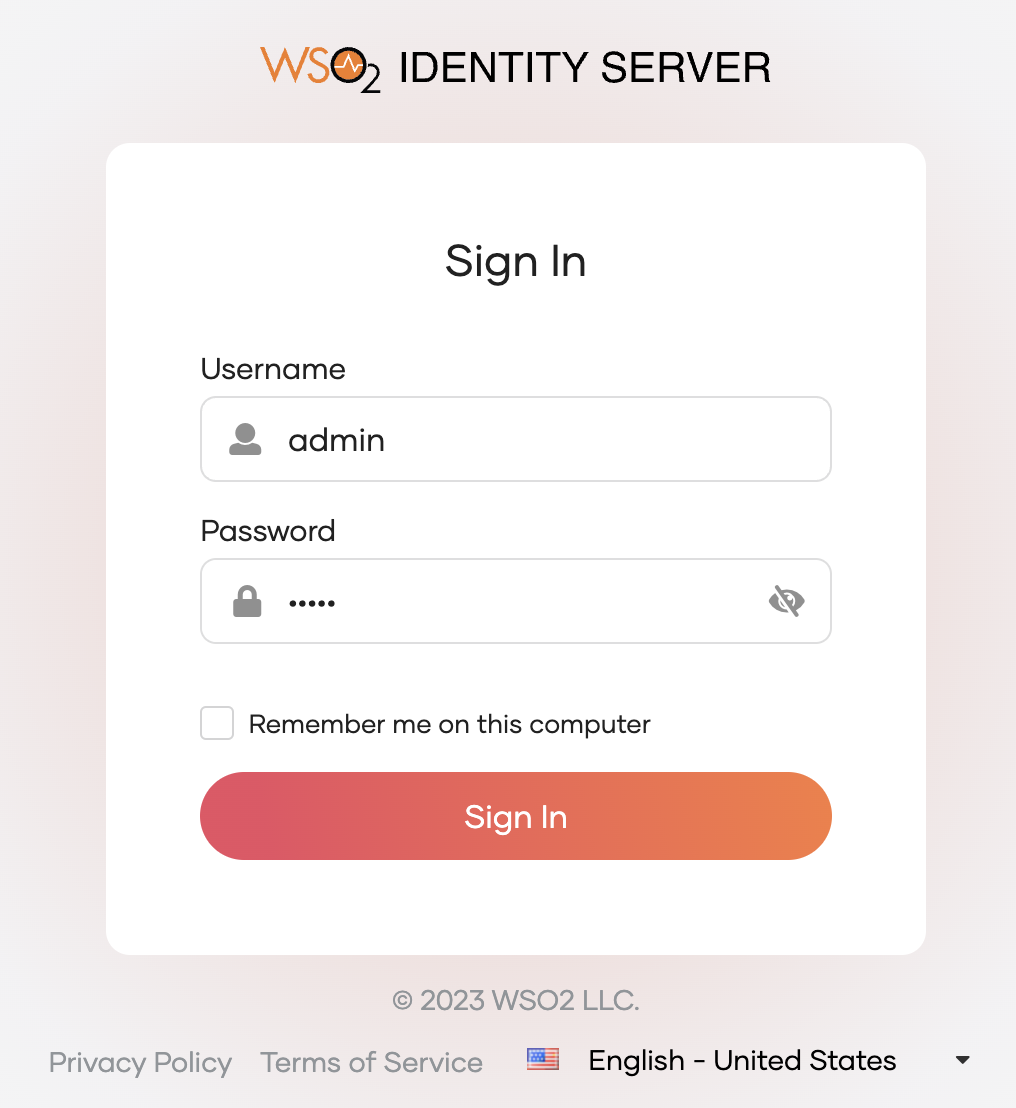 WSO2 IDENTITY SERVER
Sign In
Username
admin
Password
•••••
Remember me on this computer
Sign In
© 2023 WSO2 LLC.
Privacy Policy Terms of Service English - United States